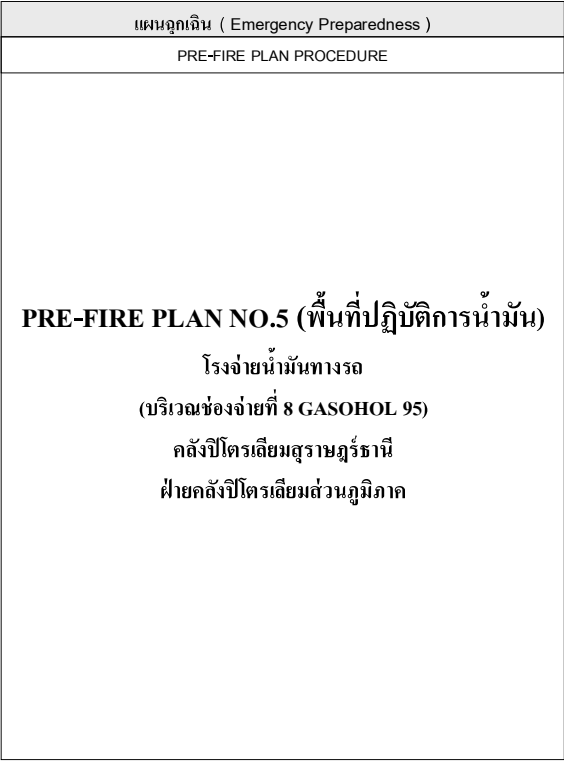 แผนฉุกเฉิน ( Emergency Preparedness )
PRE-FIRE PLAN PROCEDURE
PRE-FIRE PLAN NO.5 (พื้นที่ปฏิบัติการน้ำมัน)
โรงจ่ายน้ำมันทางรถ
(บริเวณช่องจ่ายที่ 8 GASOHOL 95)
คลังปิโตรเลียมสุราษฎร์ธานี
ฝ่ายคลังปิโตรเลียมส่วนภูมิภาค